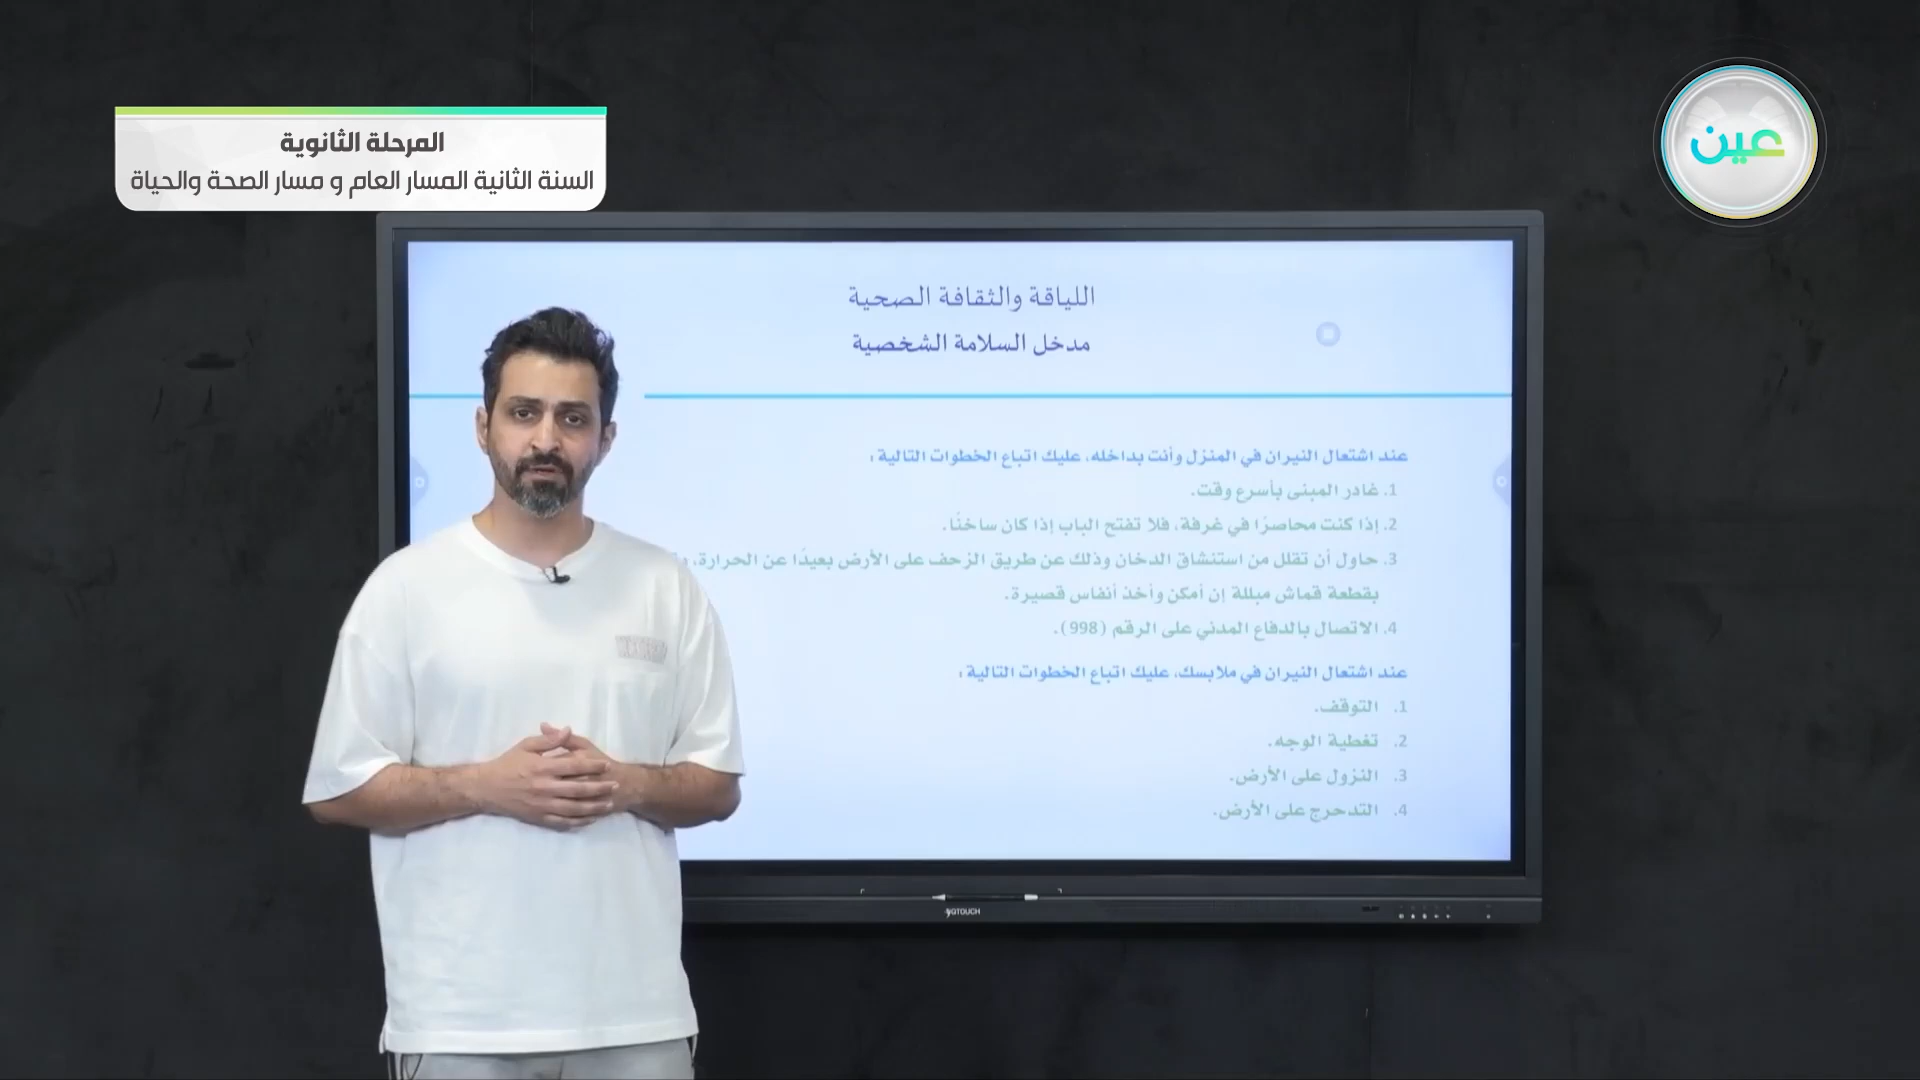 المرحلة الثانوية
السنة الثانية المسار العام و مسار الصحة والحياة
عين
اللياقة والثقافة الصحية
مدخل السلامة الشخصية
عند اشتعال النيران في المنزل وأنت بداخله، عليك اتباع الخطوات التالية :
1. غادر المبنى بأسرع وقت.
2. إذا كنت محاصرًا في غرفة، فلا تفتح الباب إذا كان ساخنًا.
3. حاول أن تقلل من استنشاق الدخان وذلك عن طريق الزحف على الأرض بعيدًا عن الحرارة،
بقطعة قماش مبللة إن أمكن وأخذ أنفاس قصيرة.
4. الاتصال بالدفاع المدني على الرقم (998).
عند اشتعال النيران في ملابسك، عليك اتباع الخطوات التالية :
1. التوقف.
2. تغطية الوجه.
3. النزول على الأرض.
4. التدحرج على الأرض.